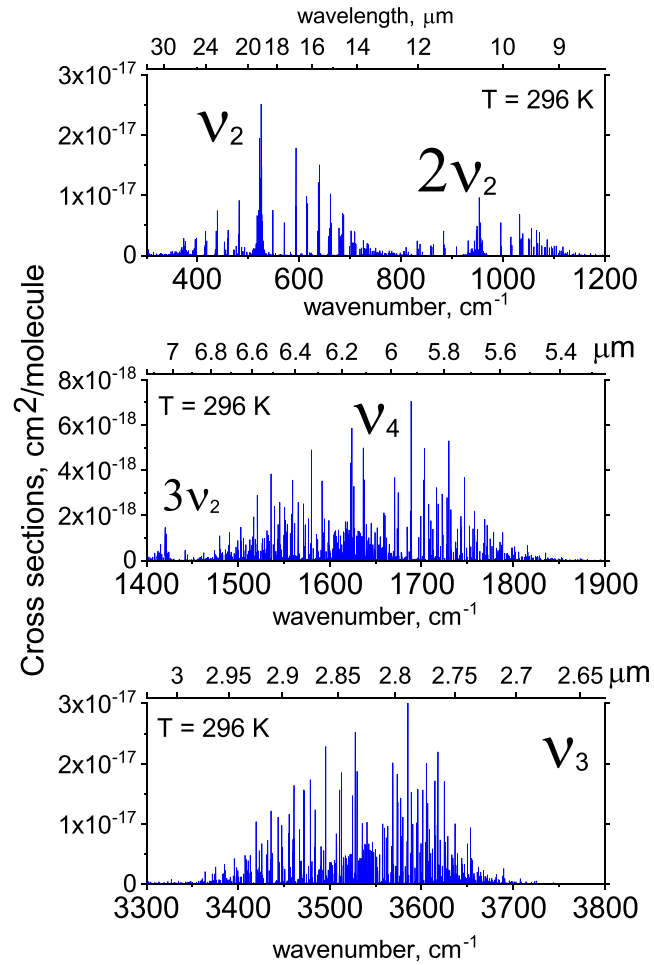 wavelength, μm
30 24 20 18 16 14 12 10 9
3x10⁻¹⁷
T = 296 K
ν₂
2x10⁻¹⁷
2ν₂
1x10⁻¹⁷
0
400 600 800 1000 1200
wavenumber, cm⁻¹
Cross sections, cm²/molecule
7 6.8 6.6 6.4 6.2 6 5.8 5.6 5.4 μm
8x10⁻¹⁸
T = 296 K
ν₄
6x10⁻¹⁸
4x10⁻¹⁸
3ν₂
2x10⁻¹⁸
0
1400 1500 1600 1700 1800 1900
wavenumber, cm⁻¹
3 2.95 2.9 2.85 2.8 2.75 2.7 2.65 μm
3x10⁻¹⁷
T = 296 K
ν₃
2x10⁻¹⁷
1x10⁻¹⁷
0
3300 3400 3500 3600 3700 3800
wavenumber, cm⁻¹